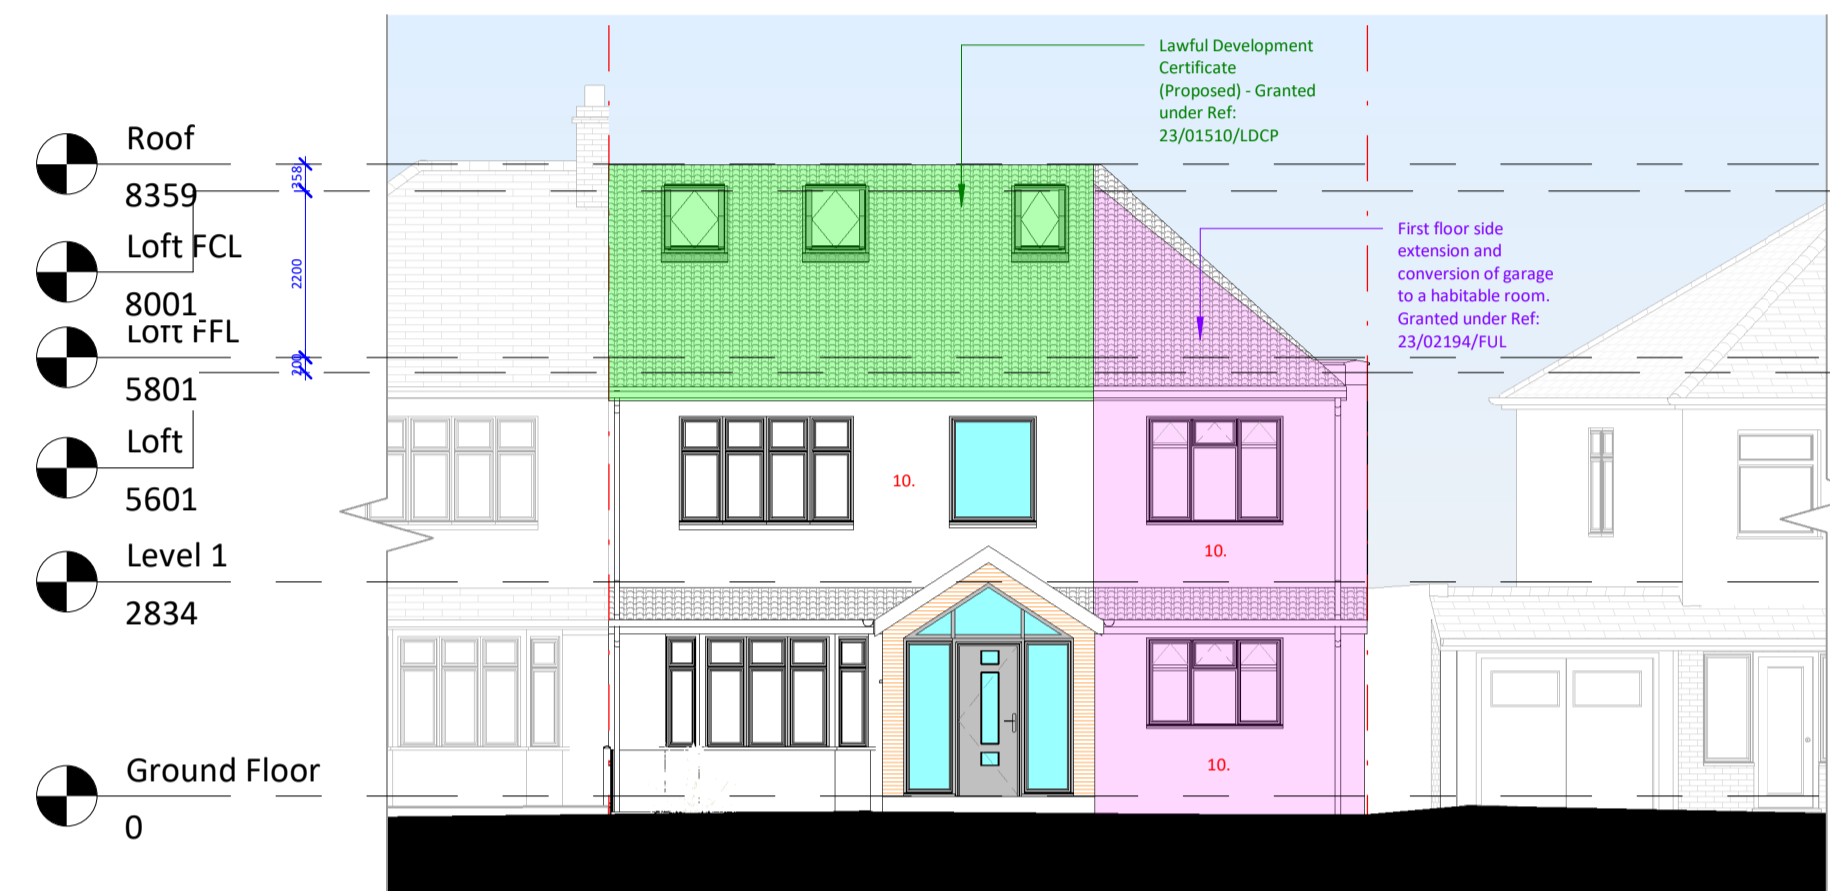 Roof
8359
Loft FCL
8001
Loft FFL
5801
Loft
5601
Level 1
2834
Ground Floor
0
358
2200
200
Lawful Development
Certificate
(Proposed) - Granted
under Ref:
23/01510/LDCP
First floor side
extension and
conversion of garage
to a habitable room.
Granted under Ref:
23/02194/FUL
10.
10.
10.